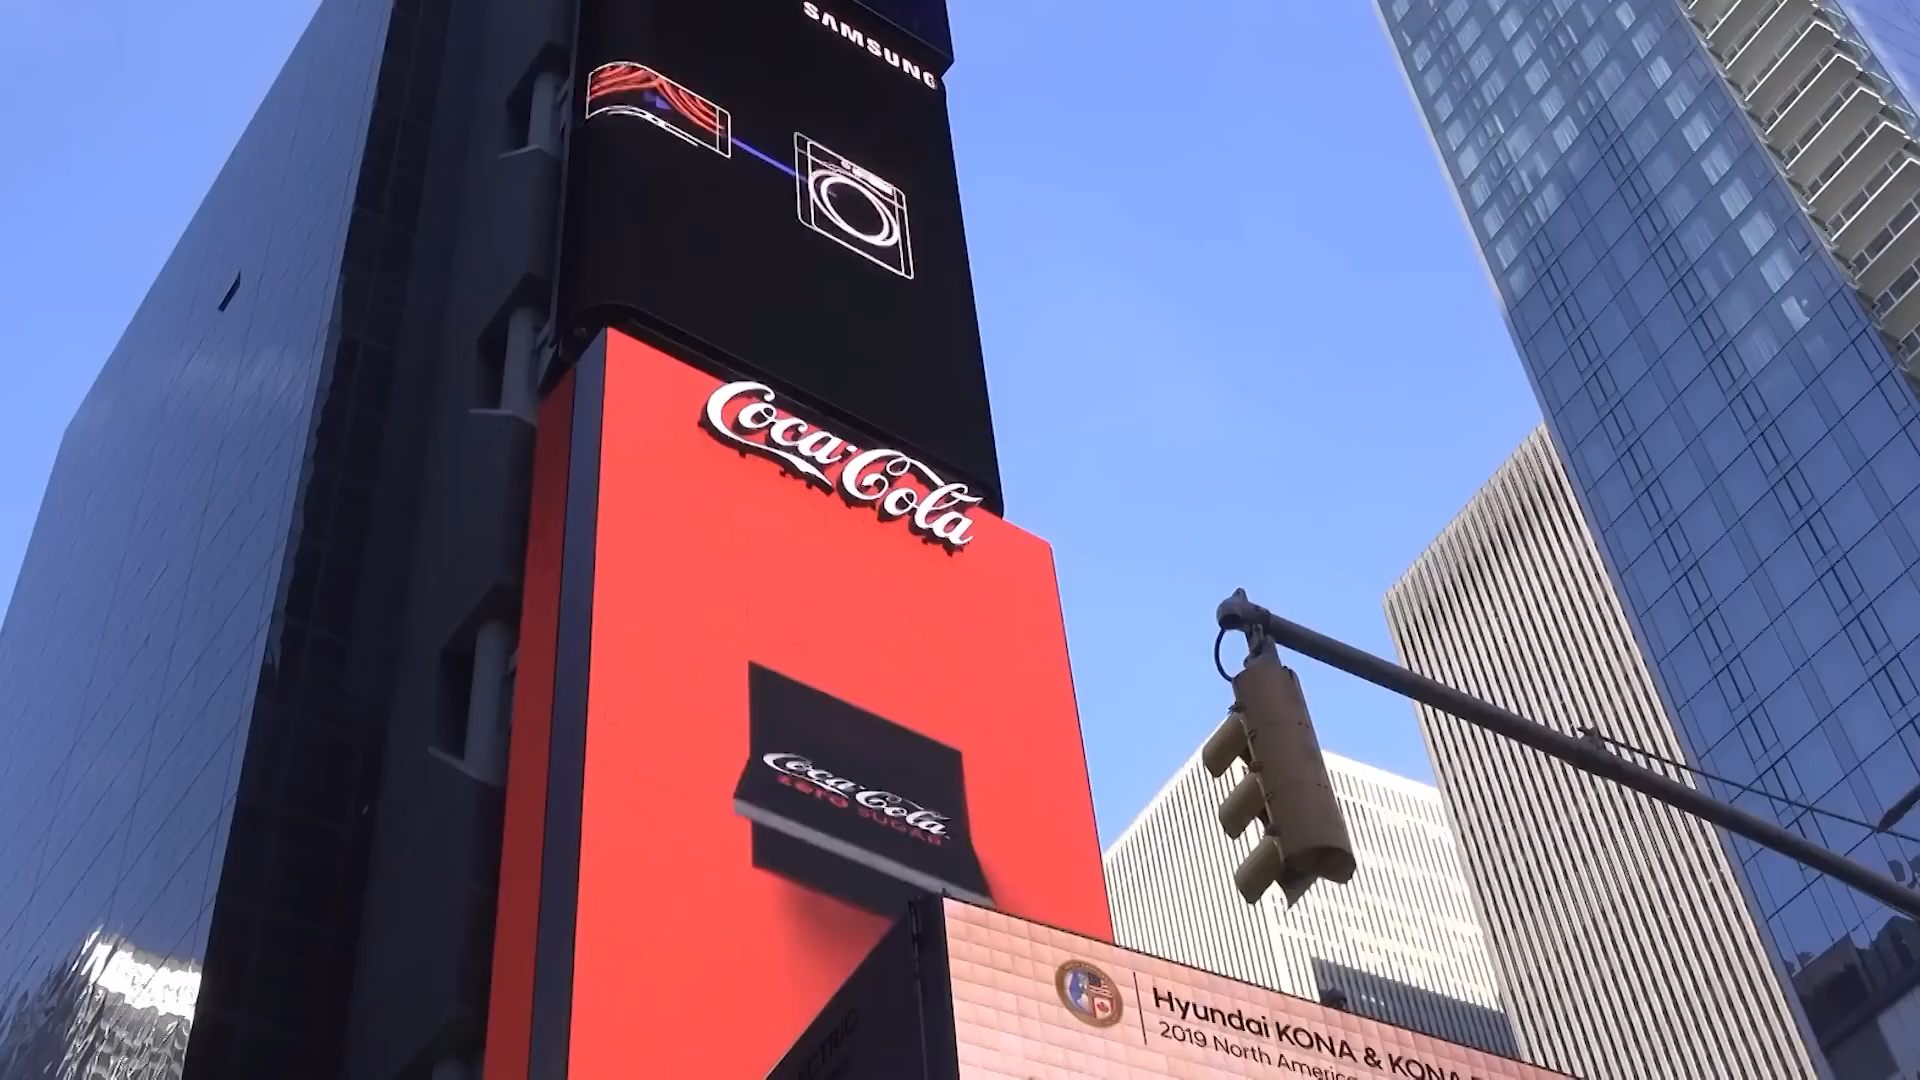 SAMSUNG
Coca-Cola
Coca-Cola
zero SUGAR
Hyundai KONA & KONA
2019 North America